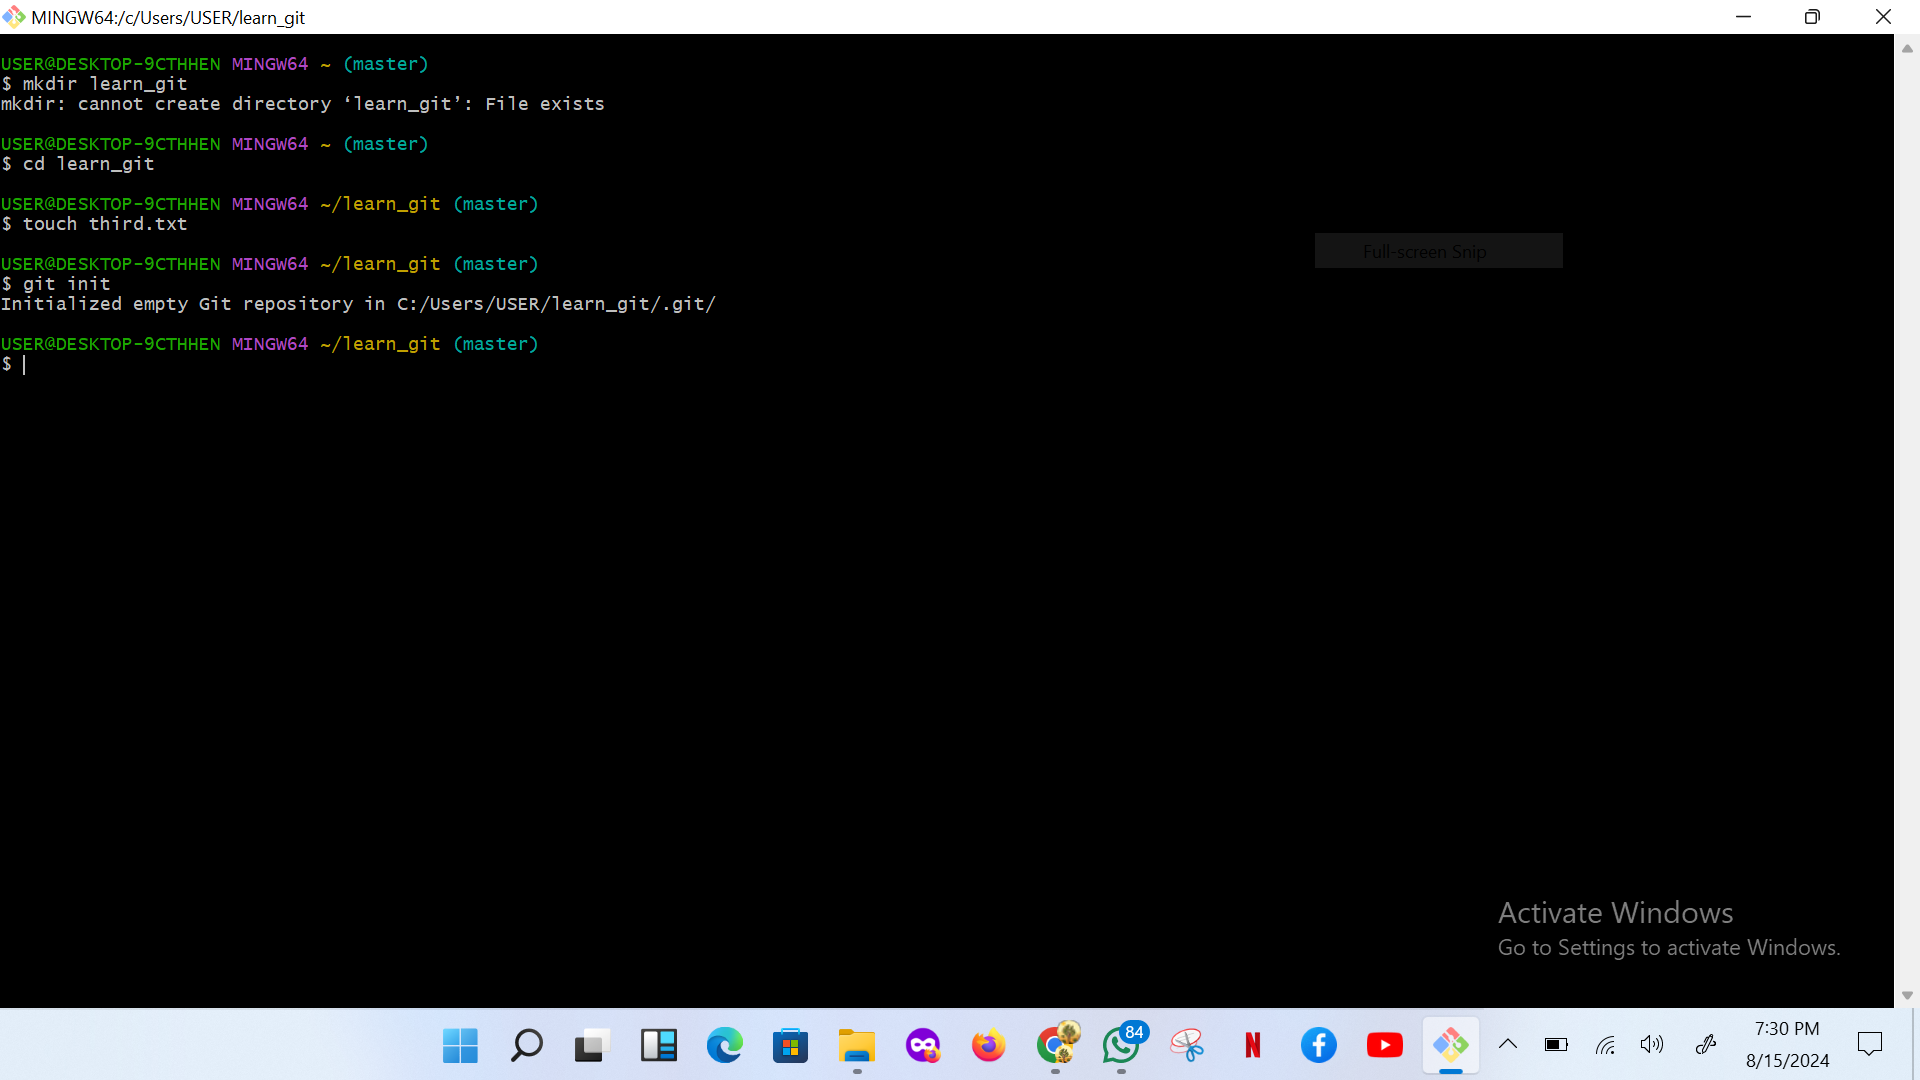 MINGW64:/c/Users/USER/learn_git
USER@DESKTOP-9CTHHEN MINGW64 ~ (master)
$ mkdir learn_git
mkdir: cannot create directory ‘learn_git’: File exists
USER@DESKTOP-9CTHHEN MINGW64 ~ (master)
$ cd learn_git
USER@DESKTOP-9CTHHEN MINGW64 ~/learn_git (master)
$ touch third.txt
USER@DESKTOP-9CTHHEN MINGW64 ~/learn_git (master)
$ git init
Initialized empty Git repository in C:/Users/USER/learn_git/.git/
USER@DESKTOP-9CTHHEN MINGW64 ~/learn_git (master)
$
Full-screen Snip
Activate Windows
Go to Settings to activate Windows.
84
N
7:30 PM
8/15/2024